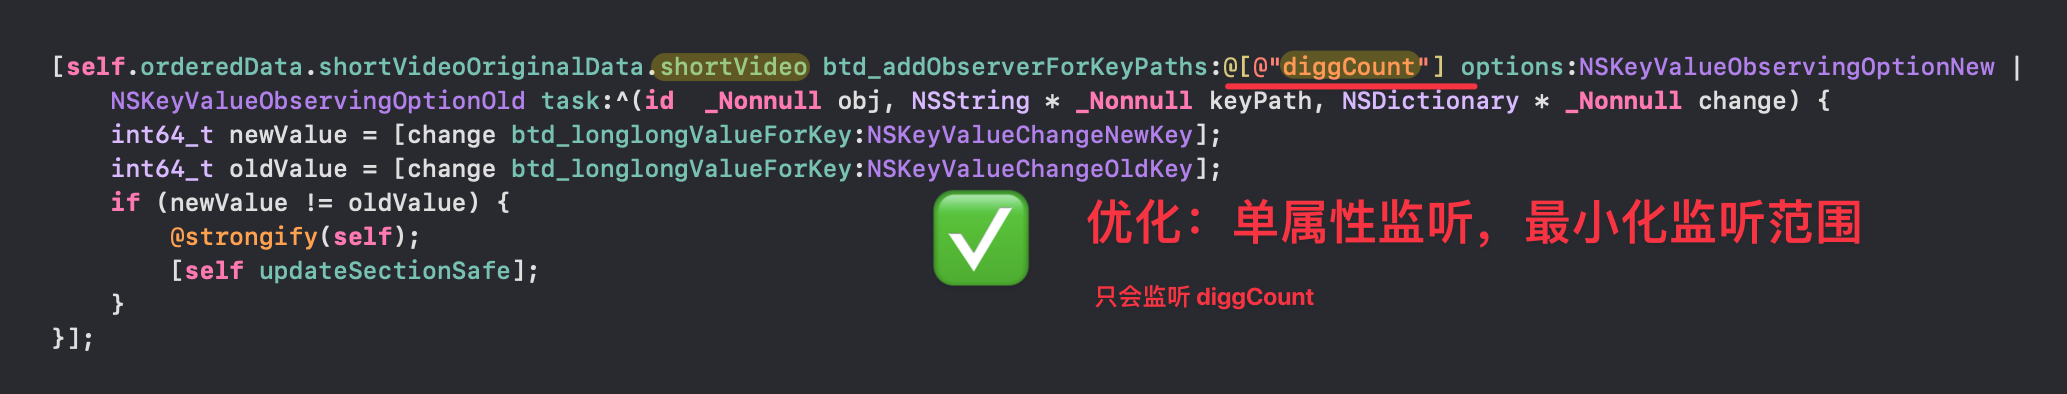 [self.orderedData.shortVideoOriginalData.shortVideo btd_addObserverForKeyPaths:@[@"diggCount"] options:NSKeyValueObservingOptionNew |
NSKeyValueObservingOptionOld task:^(id  _Nonnull obj, NSString * _Nonnull keyPath, NSDictionary * _Nonnull change) {
int64_t newValue = [change btd_longlongValueForKey:NSKeyValueChangeNewKey];
int64_t oldValue = [change btd_longlongValueForKey:NSKeyValueChangeOldKey];
if (newValue != oldValue) {
@strongify(self);
[self updateSectionSafe];
}
}];
优化：单属性监听，最小化监听范围
只会监听 diggCount